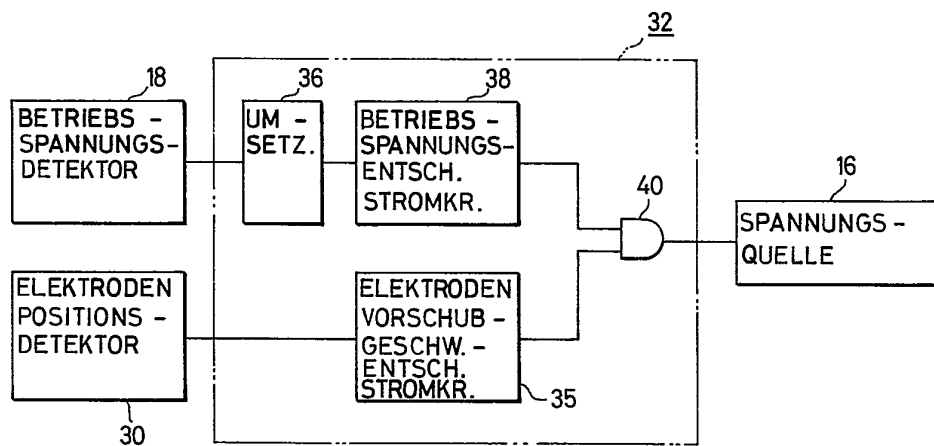 32
18
BETRIEBS -
SPANNUNGS-
DETEKTOR
36
UM -
SETZ.
38
BETRIEBS -
SPANNUNGS-
ENTSCH.
STROMKR.
40
16
SPANNUNGS -
QUELLE
ELEKTRODEN
POSITIONS -
DETEKTOR
30
ELEKTRODEN
VORSCHUB -
GESCHW. -
ENTSCH.
STROMKR.
35